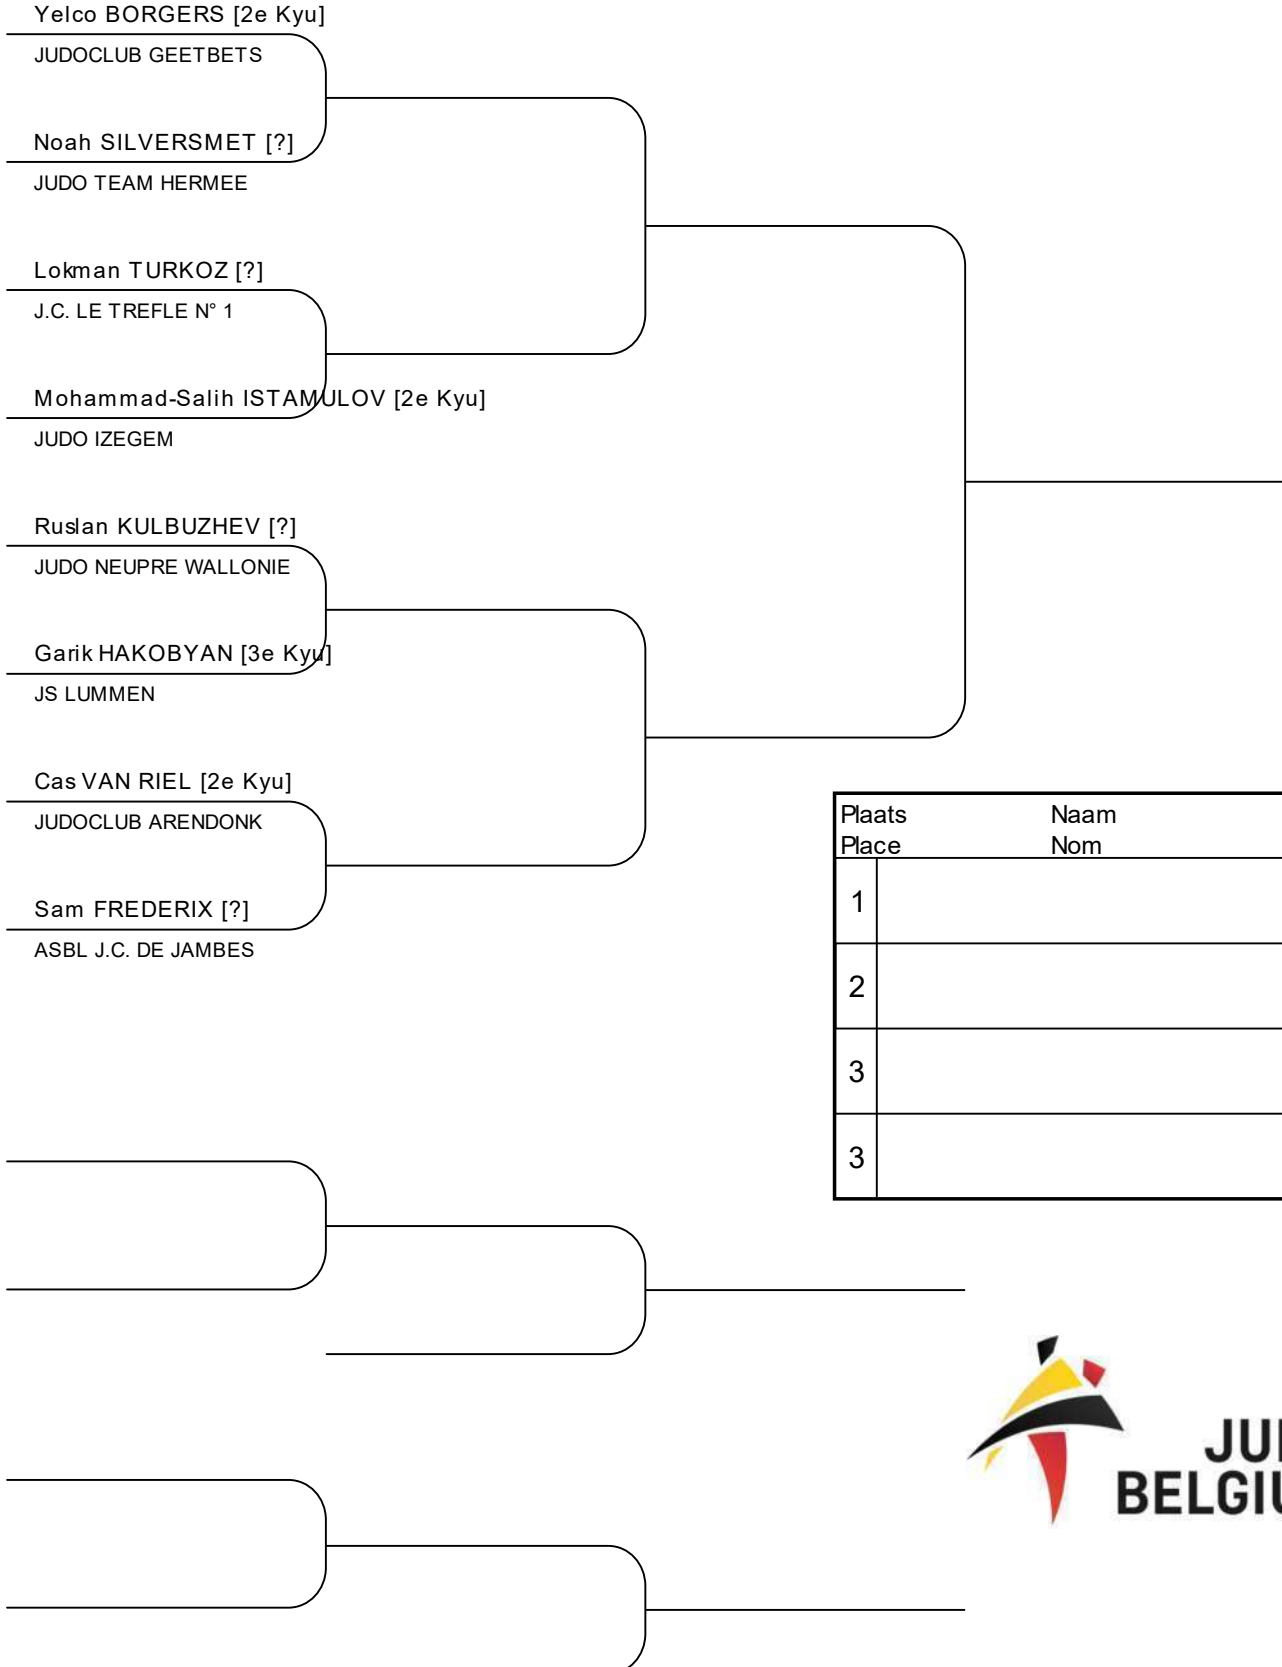 Yelco BORGERS [2e Kyu]
JUDOCLUB GEETBETS
Noah SILVERSMET [?]
JUDO TEAM HERMEE
Lokman TURKOZ [?]
J.C. LE TREFLE N° 1
Mohammad-Salih ISTAMULOV [2e Kyu]
JUDO IZEGEM
Ruslan KULBUZHEV [?]
JUDO NEUPRE WALLONIE
Garik HAKOBYAN [3e Kyu]
JS LUMMEN
Cas VAN RIEL [2e Kyu]
JUDOCLUB ARENDONK
Sam FREDERIX [?]
ASBL J.C. DE JAMBES
Plaats Naam
Place Nom
1
2
3
3